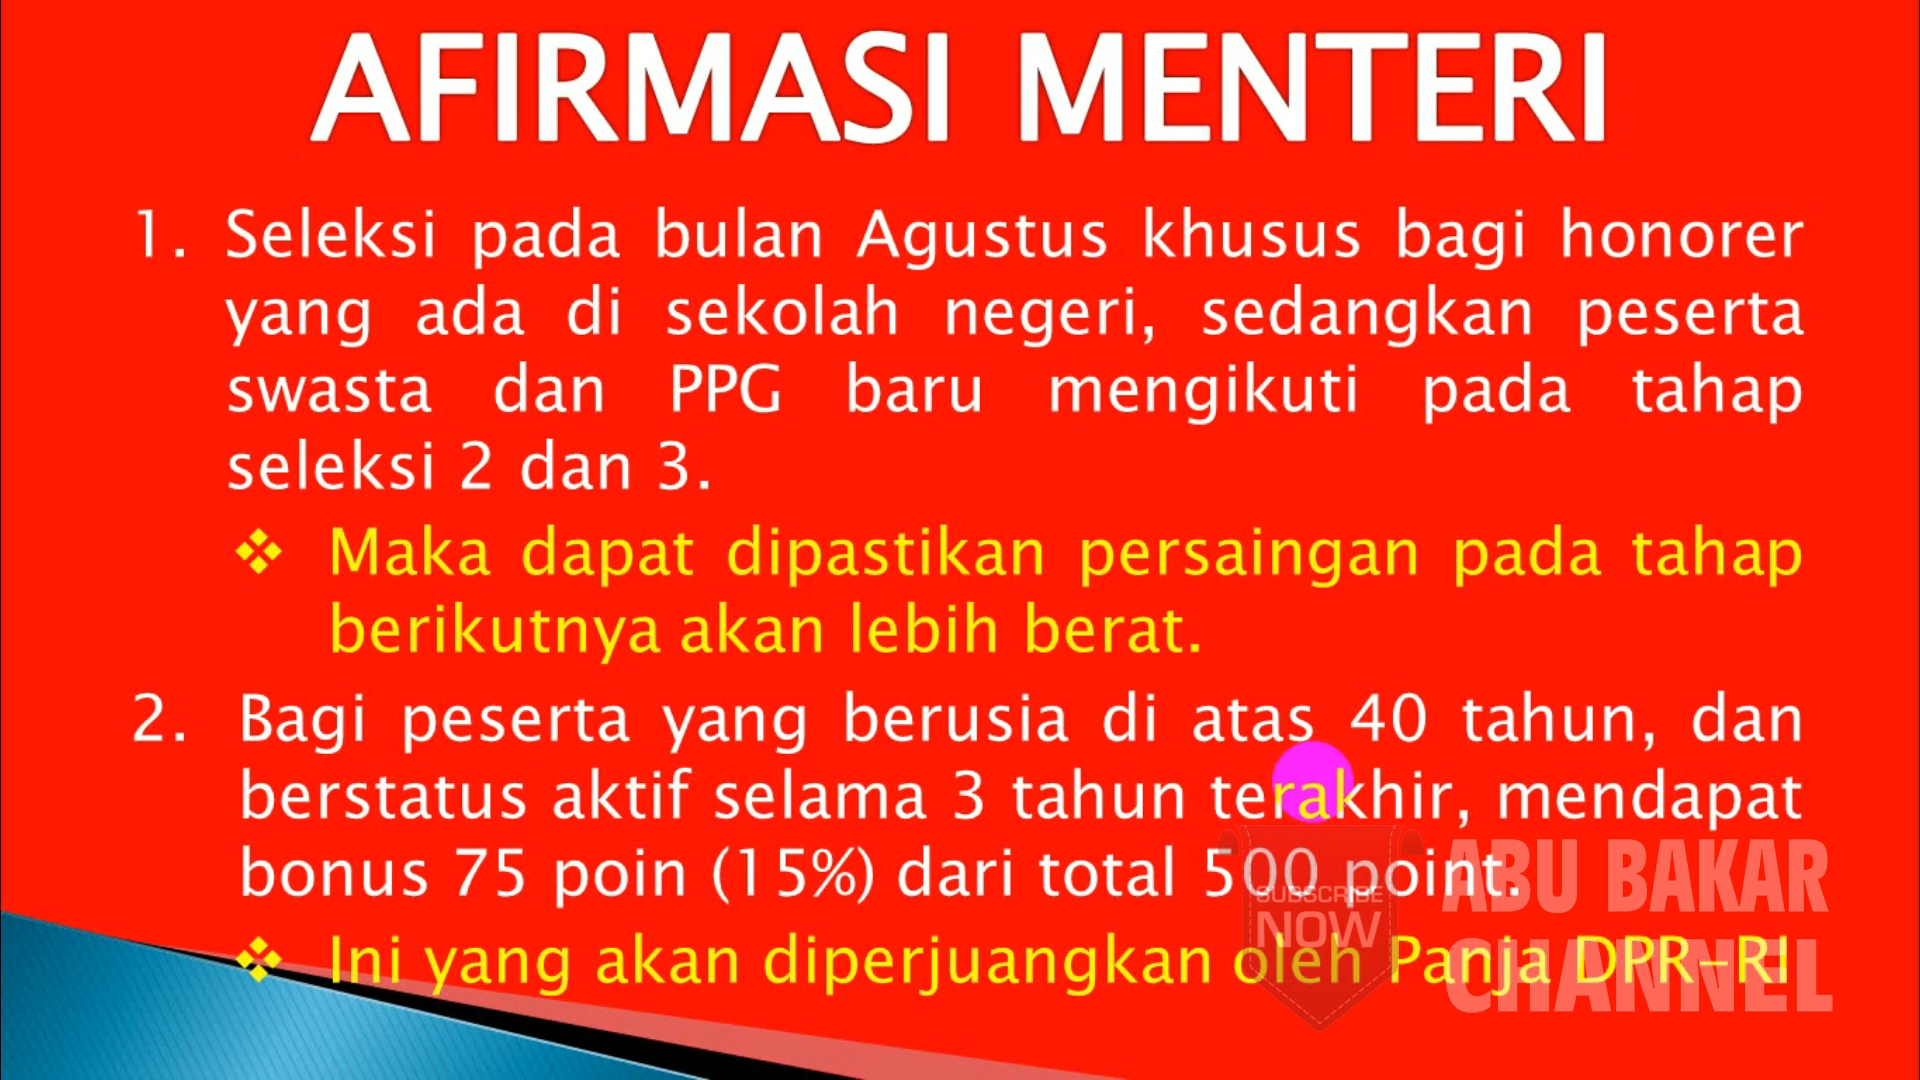 AFIRMASI MENTERI
1. Seleksi pada bulan Agustus khusus bagi honorer
yang ada di sekolah negeri, sedangkan peserta
swasta dan PPG baru mengikuti pada tahap
seleksi 2 dan 3.
❖ Maka dapat dipastikan persaingan pada tahap
berikutnya akan lebih berat.
2. Bagi peserta yang berusia di atas 40 tahun, dan
berstatus aktif selama 3 tahun terakhir, mendapat
bonus 75 poin (15%) dari total 500 point.
❖ Ini yang akan diperjuangkan oleh Panja DPR-RI
SUBSCRIBE
NOW
ABU BAKAR
CHANNEL